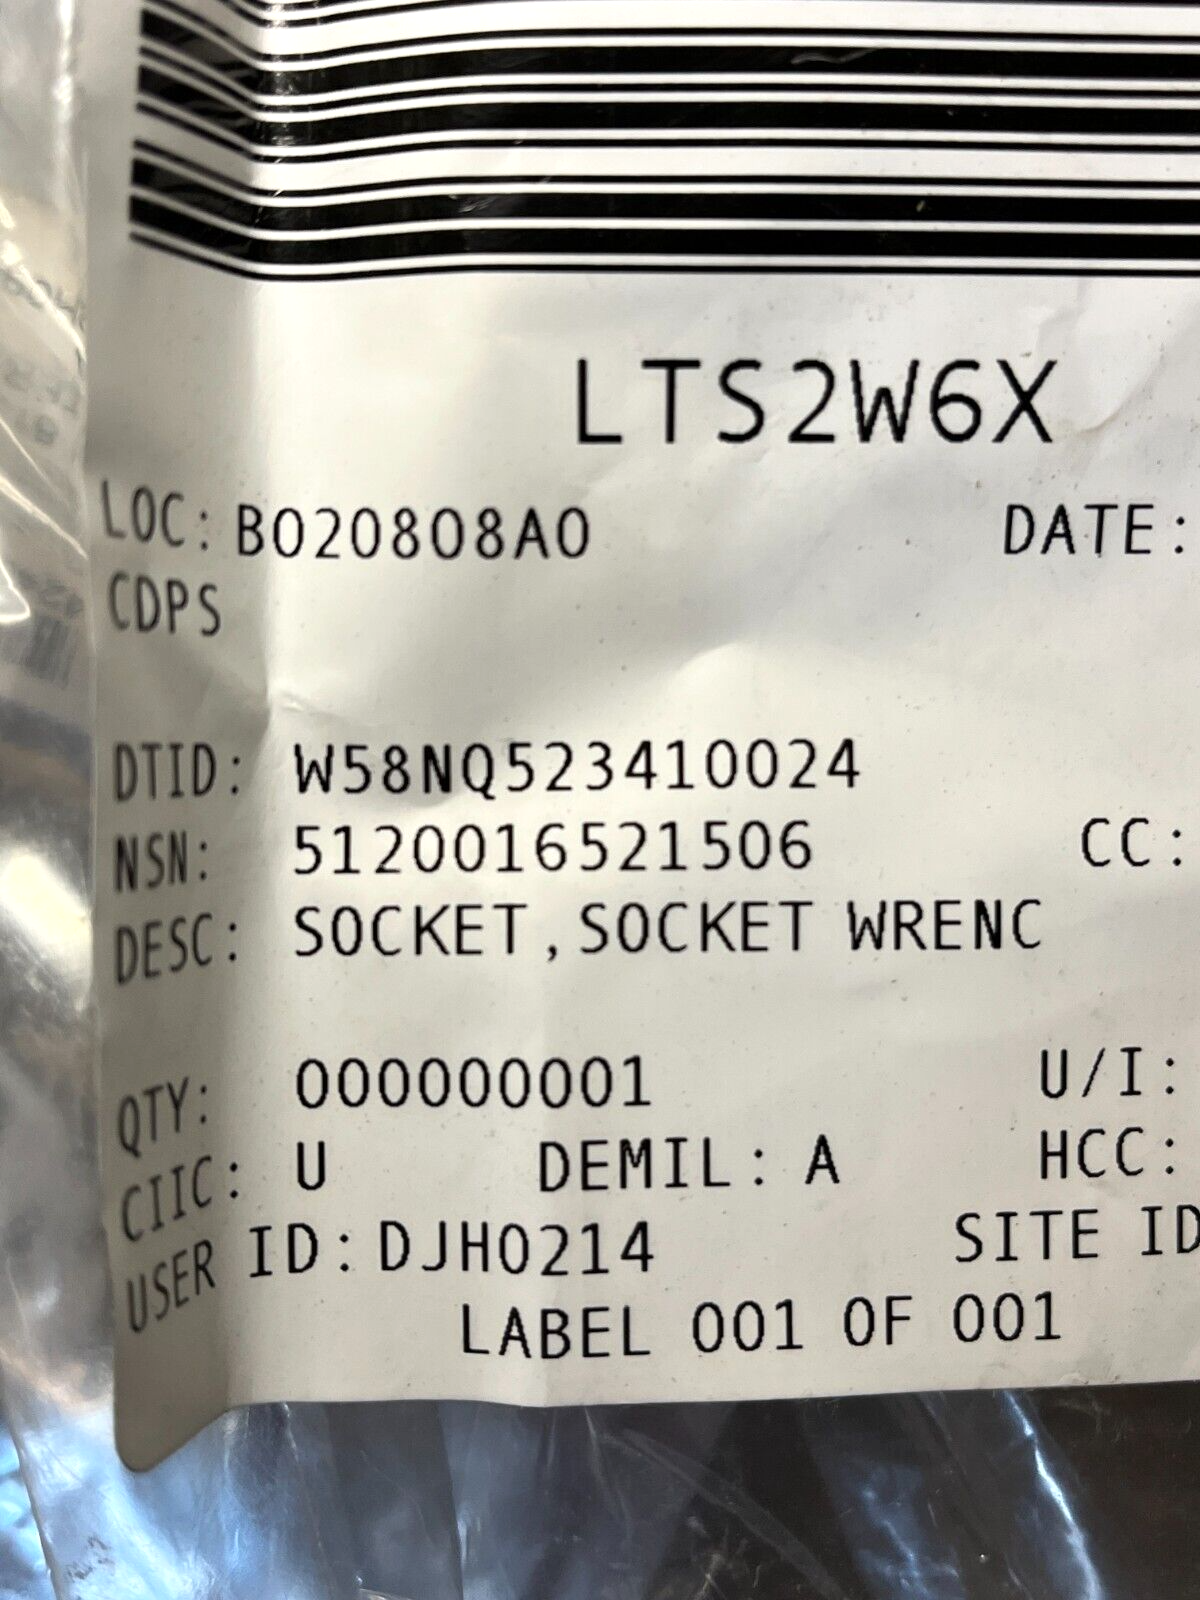 LTS2W6X
LOC: B020808A0 DATE:
CDPS
DTID: W58NQ523410024
NSN: 5120016521506 CC:
DESC: SOCKET,SOCKET WRENC
QTY: 000000001 U/I:
CIIC: U DEMIL: A HCC:
USER ID: DJH0214 SITE ID
LABEL 001 OF 001